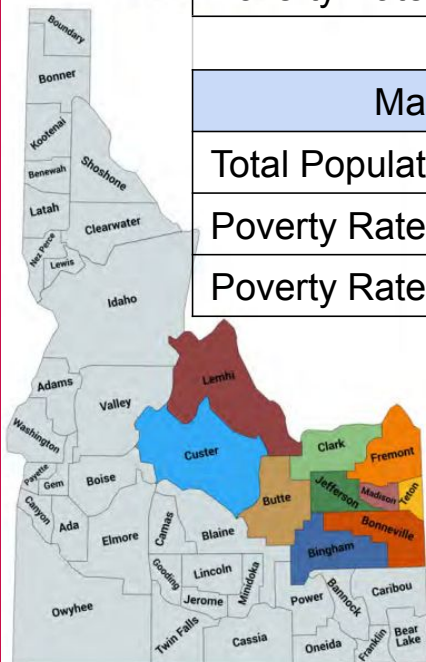 Ma
Total Populat
Poverty Rate
Poverty Rate
Boundary
Bonner
Kootenai
Benewah
Shoshone
Latah
Clearwater
Nez Perce
Lewis
Idaho
Lemhi
Adams
Valley
Washington
Custer
Clark
Fremont
Payette
Gem
Boise
Butte
Jefferson
Madison
Teton
Canyon
Ada
Elmore
Camas
Blaine
Bonneville
Bingham
Gooding
Lincoln
Minidoka
Jerome
Power
Bannock
Caribou
Owyhee
Twin Falls
Cassia
Oneida
Franklin
Bear
Lake